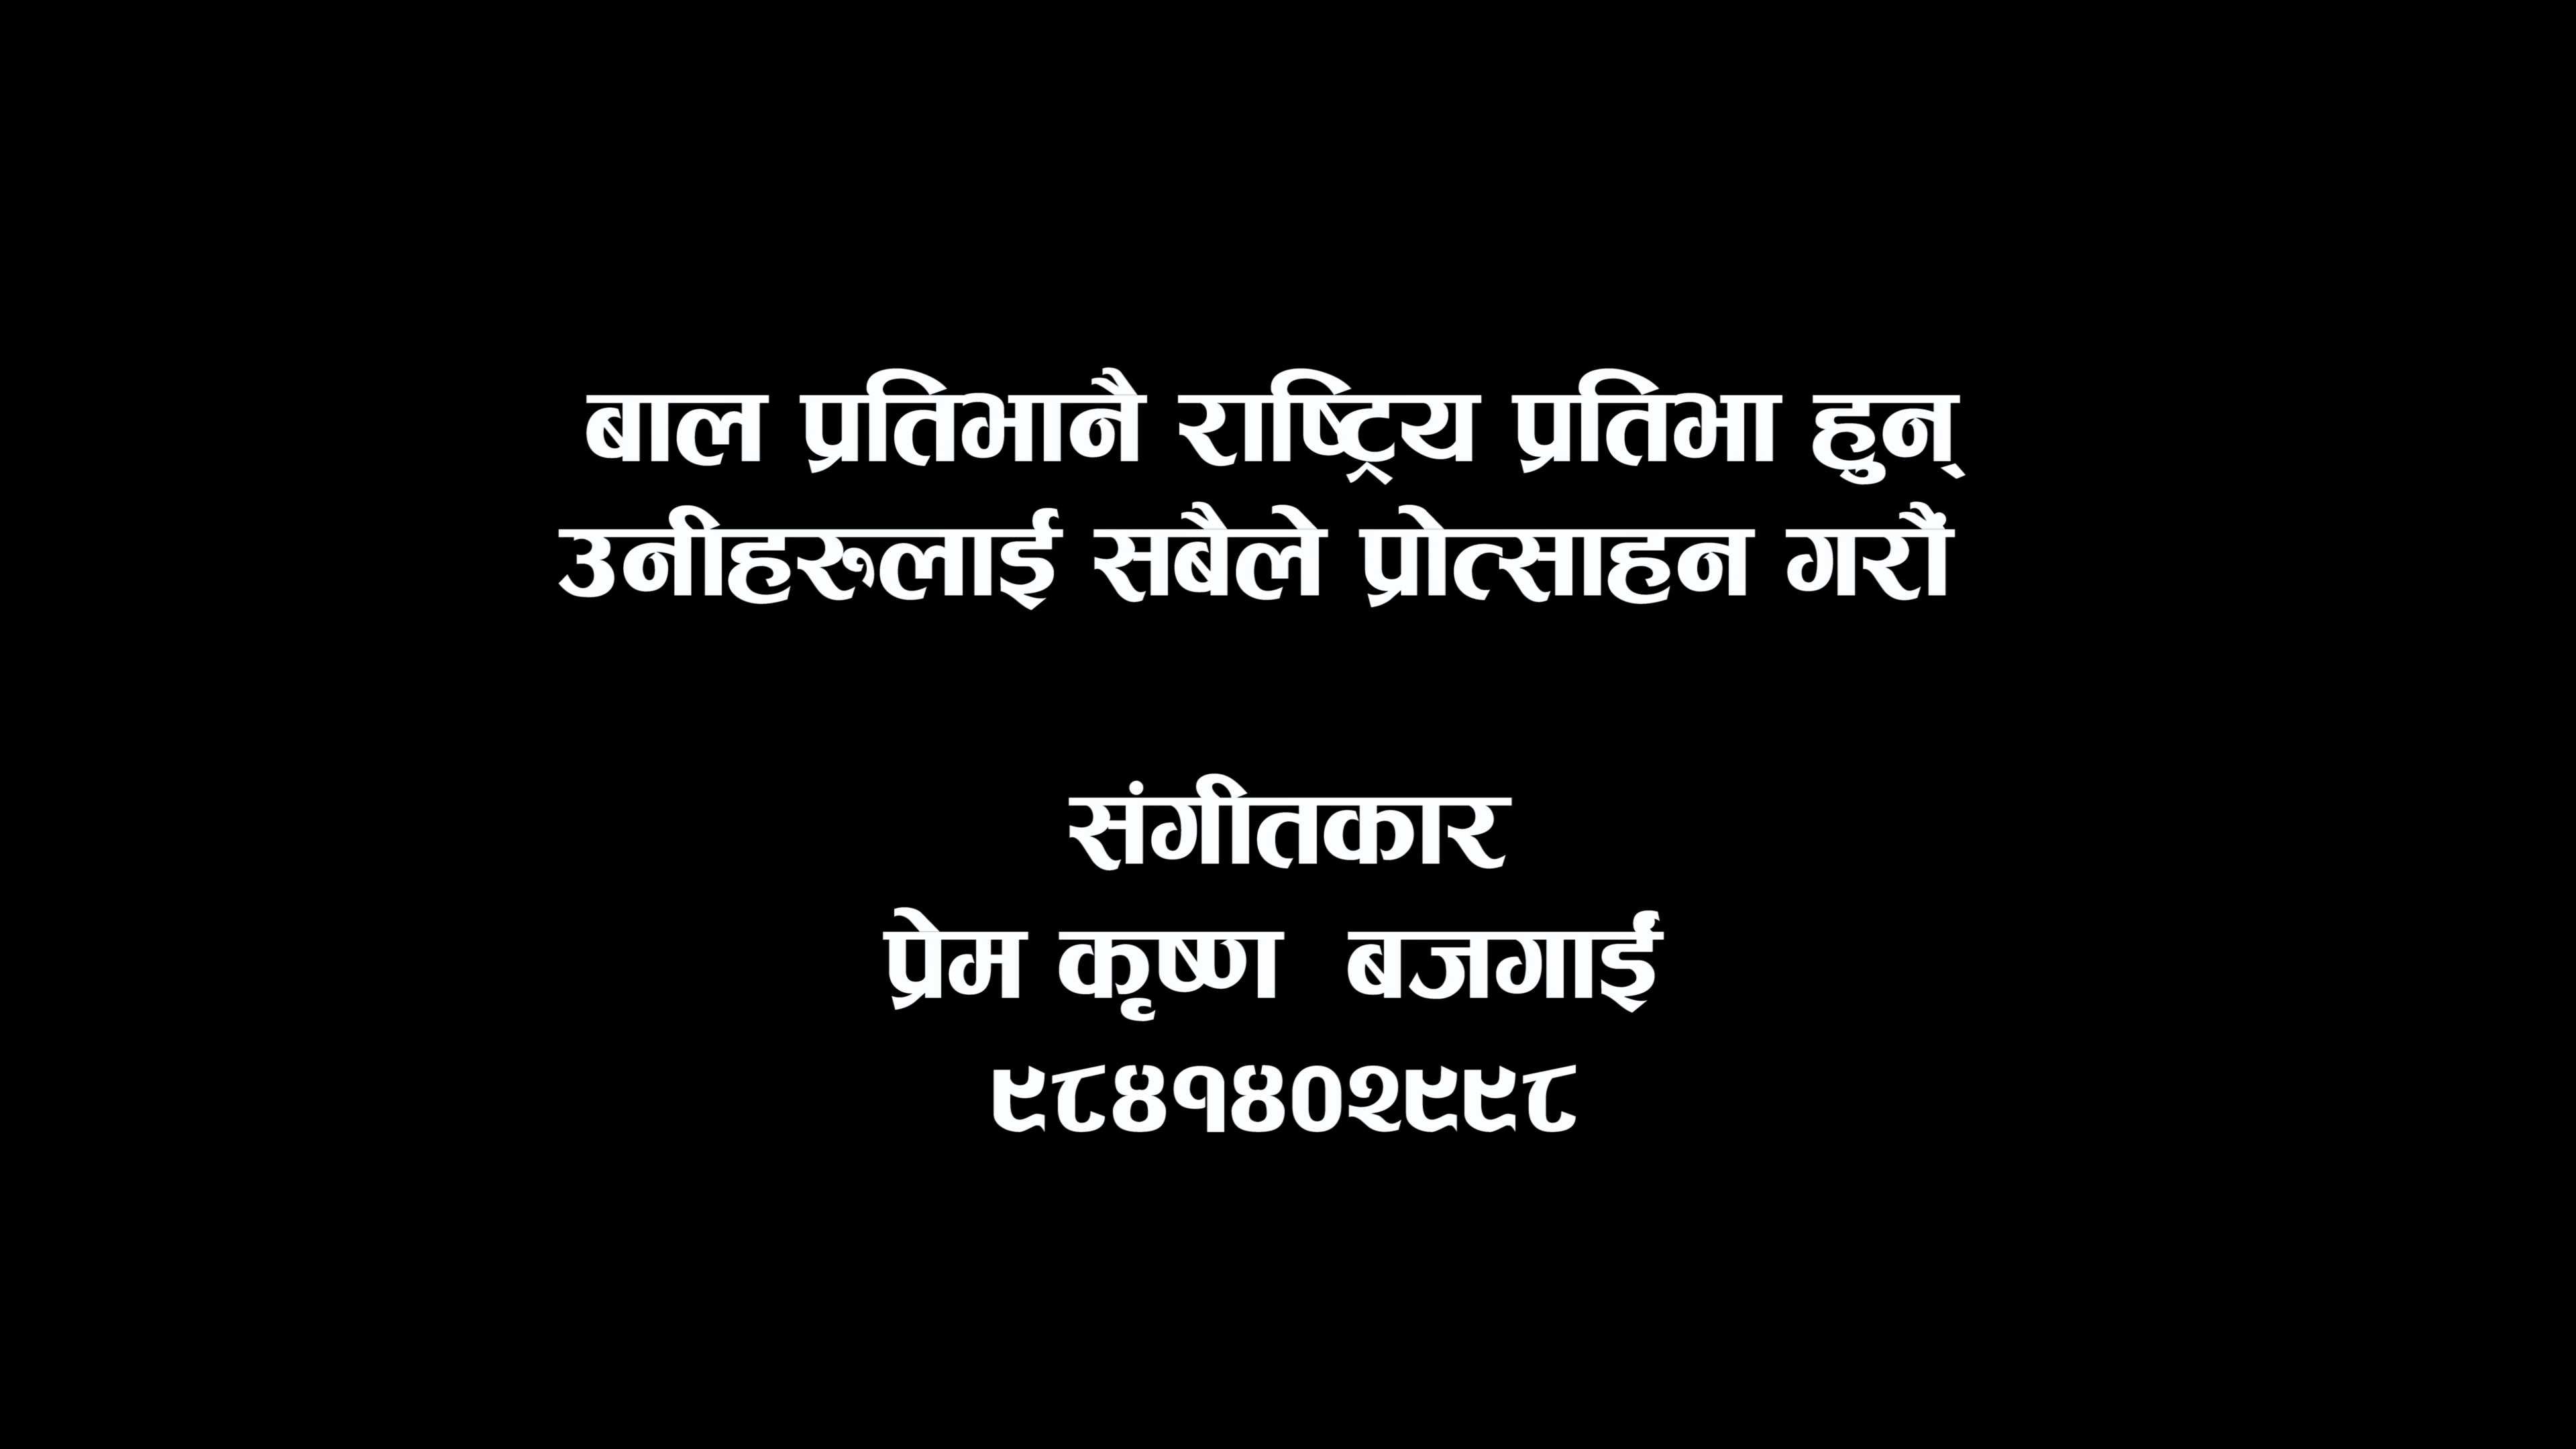 बाल प्रतिभानै राष्ट्रिय प्रतिभा हुन्
उनीहरुलाई सबैले प्रोत्साहन गरौं
संगीतकार
प्रेम कृष्ण बजगाईं
९८४१४०२९९८